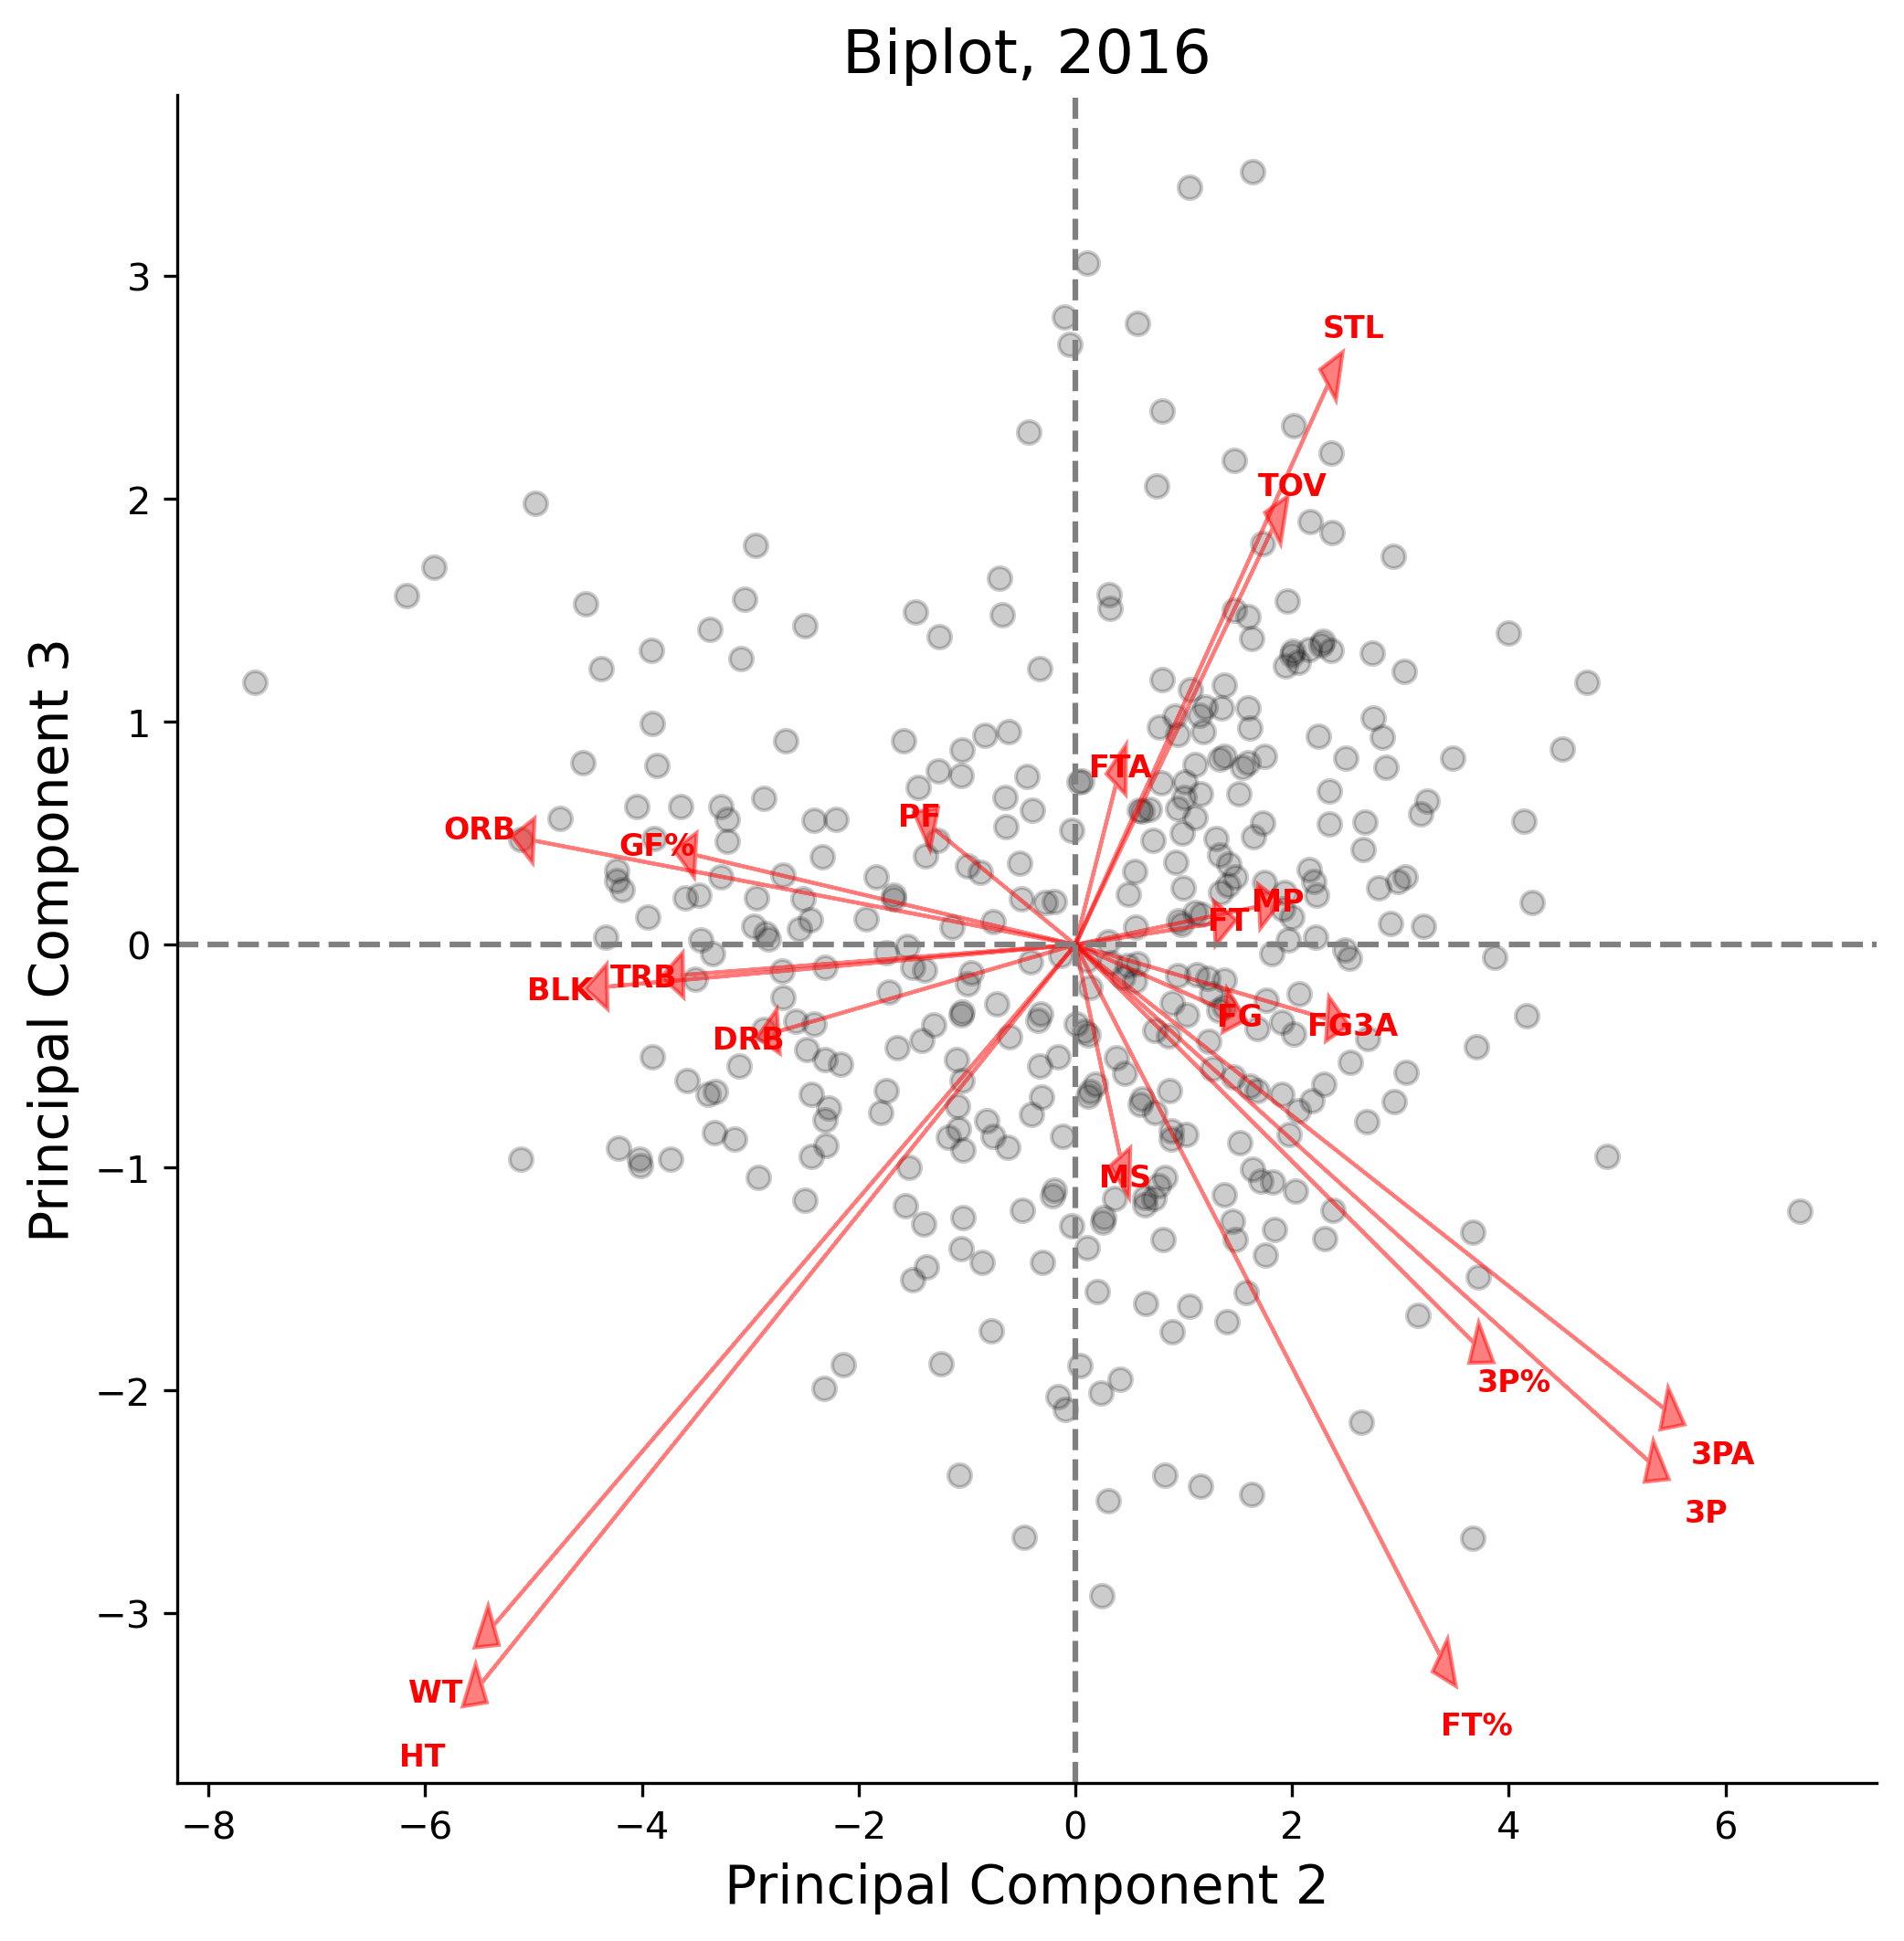 Biplot, 2016
Principal Component 3
3
2
1
0
−1
−2
−3
STL
TOV
FTA
PF
ORB
GF%
MP
FT
BLK
TRB
DRB
FG
FG3A
MS
3P%
3PA
3P
WT
HT
FT%
−8
−6
−4
−2
0
2
4
6
Principal Component 2